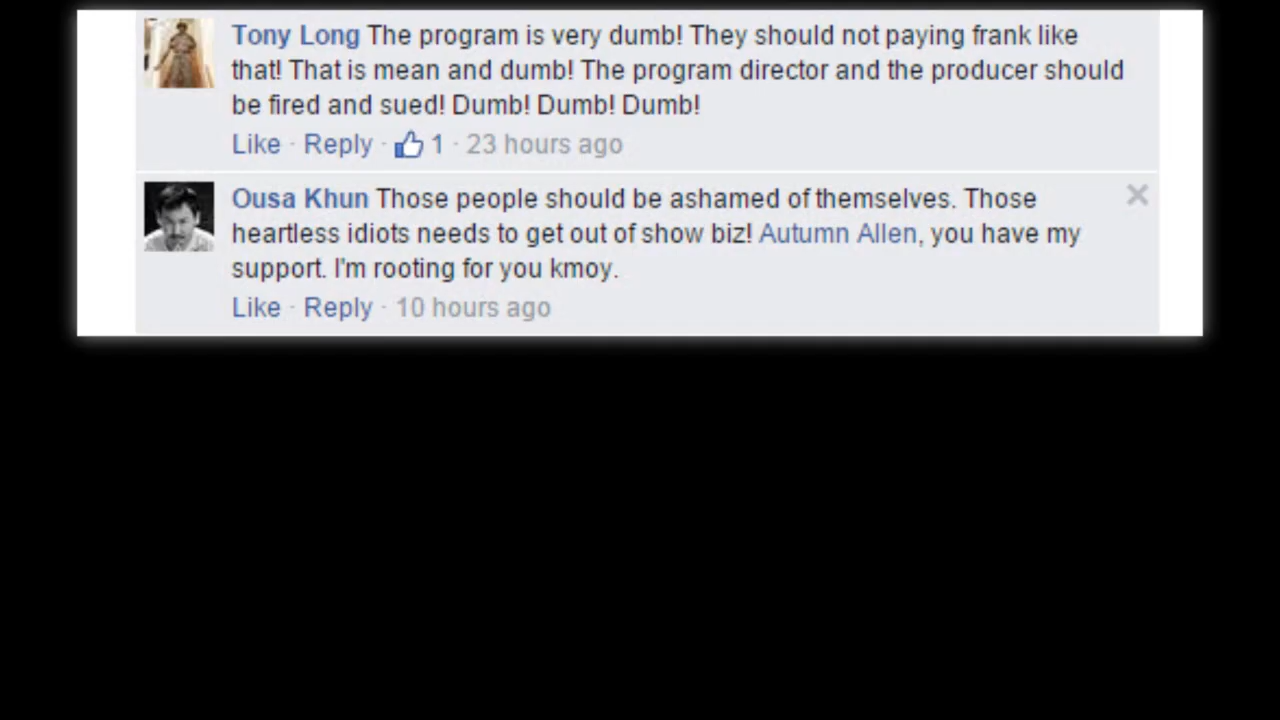 Tony Long The program is very dumb! They should not paying frank like
that! That is mean and dumb! The program director and the producer should
be fired and sued! Dumb! Dumb! Dumb!
Like · Reply · 1 · 23 hours ago
Ousa Khun Those people should be ashamed of themselves. Those
heartless idiots needs to get out of show biz! Autumn Allen, you have my
support. I'm rooting for you kmoy.
Like · Reply · 10 hours ago